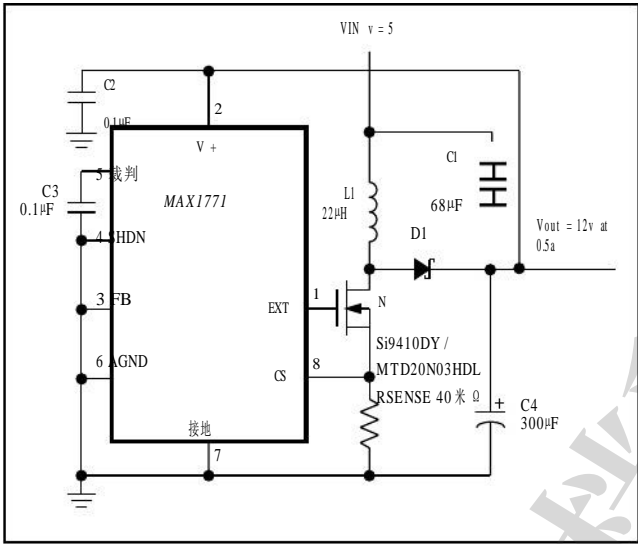 VIN v = 5
C2
0.1µF
2
V +
5 裁判
MAX1771
C3
0.1µF
4 SHDN
3 FB
6 AGND
EXT
1
CS
8
接地
7
L1
22µH
C1
68µF
D1
Vout = 12v at
0.5a
N
Si9410DY /
MTD20N03HDL
RSENSE 40 米 Ω
+
C4
300µF